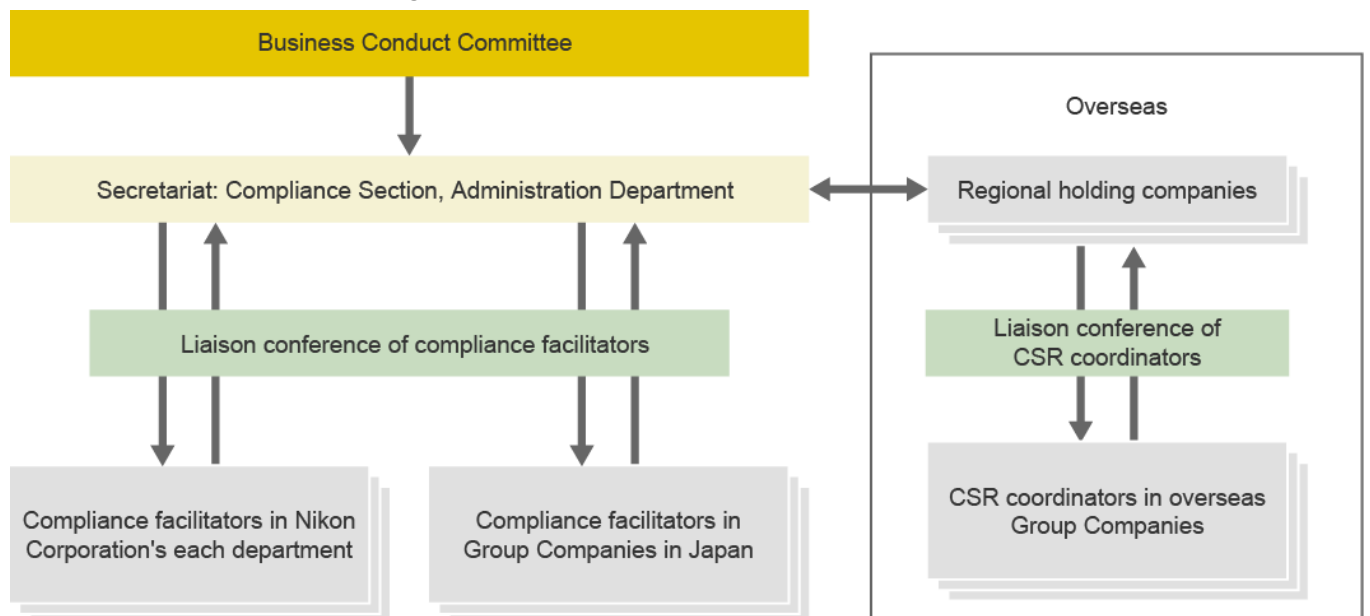 Business Conduct Committee
Overseas
Secretariat: Compliance Section, Administration Department
Regional holding companies
Liaison conference of compliance facilitators
Liaison conference of
CSR coordinators
Compliance facilitators in Nikon
Corporation's each department
Compliance facilitators in
Group Companies in Japan
CSR coordinators in overseas
Group Companies